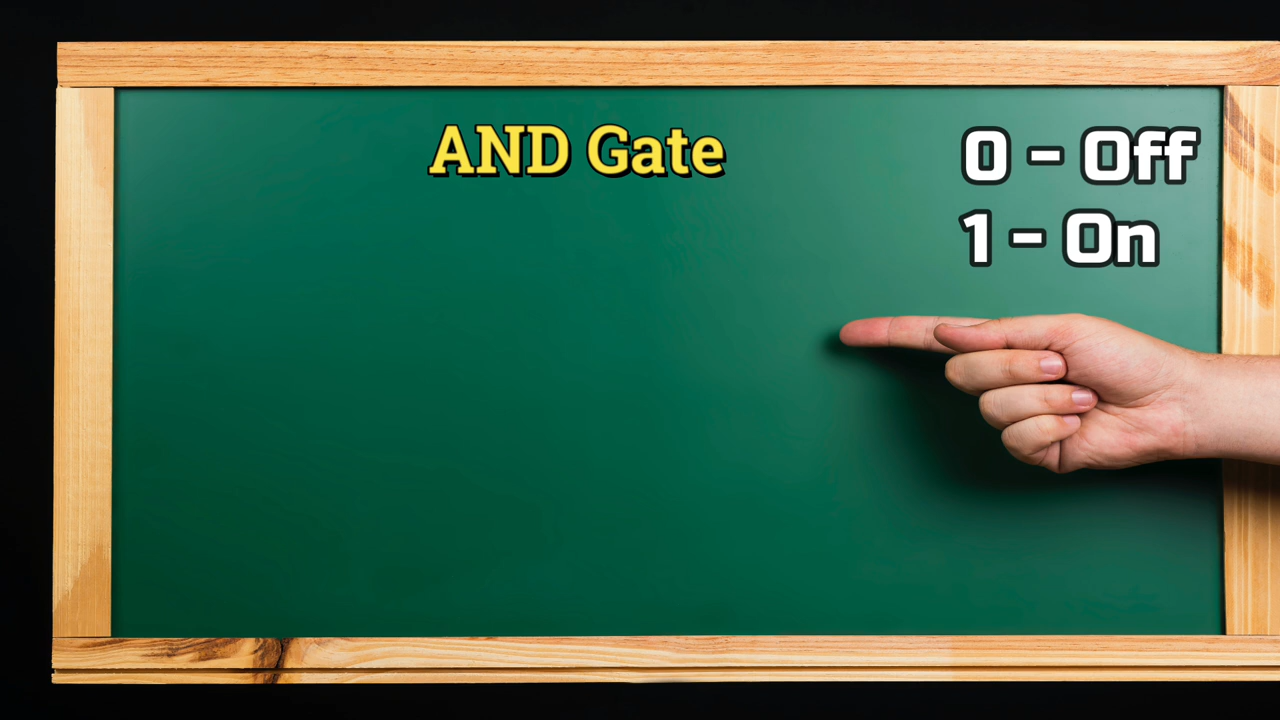 AND Gate
0 - Off
1 - On